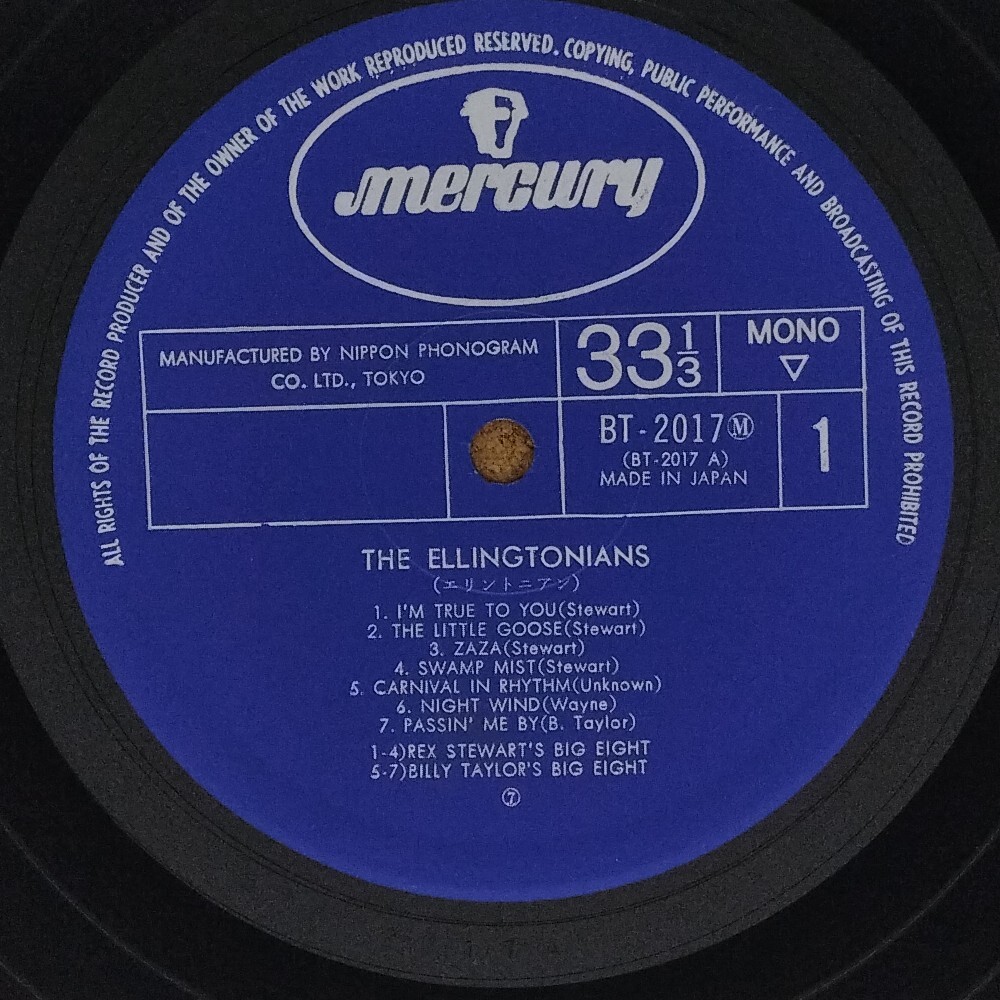 ALL RIGHTS OF THE RECORD PRODUCER AND OF THE OWNER OF THE WORK REPRODUCED RESERVED. COPYING, PUBLIC PERFORMANCE AND BROADCASTING OF THIS RECORD PROHIBITED
mercury
MANUFACTURED BY NIPPON PHONOGRAM
CO. LTD., TOKYO
33 1/3
MONO
▽
BT-2017Ⓜ
(BT-2017 A)
MADE IN JAPAN
1
THE ELLINGTONIANS
(エリントニアン)
1. I'M TRUE TO YOU(Stewart)
2. THE LITTLE GOOSE(Stewart)
3. ZAZA(Stewart)
4. SWAMP MIST(Stewart)
5. CARNIVAL IN RHYTHM(Unknown)
6. NIGHT WIND(Wayne)
7. PASSIN' ME BY(B. Taylor)
1-4)REX STEWART'S BIG EIGHT
5-7)BILLY TAYLOR'S BIG EIGHT
⑦